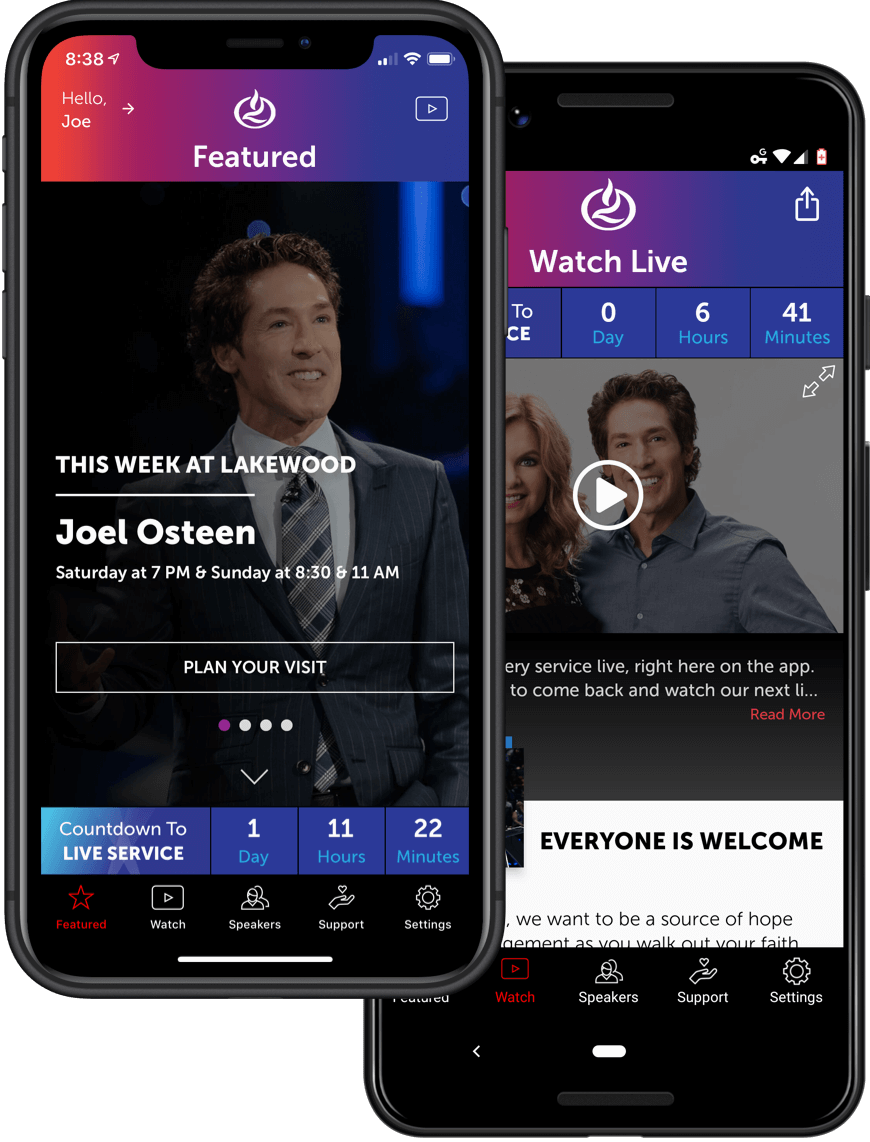 8:38
Hello,
Joe
Featured
THIS WEEK AT LAKEWOOD
Joel Osteen
Saturday at 7 PM & Sunday at 8:30 & 11 AM
PLAN YOUR VISIT
Countdown To
LIVE SERVICE
1
Day
11
Hours
22
Minutes
Featured
Watch
Speakers
Support
Settings
G
Watch Live
To
CE
0
Day
6
Hours
41
Minutes
ery service live, right here on the app.
to come back and watch our next li...
Read More
EVERYONE IS WELCOME
, we want to be a source of hope
gement as you walk out your faith
Featured
Watch
Speakers
Support
Settings